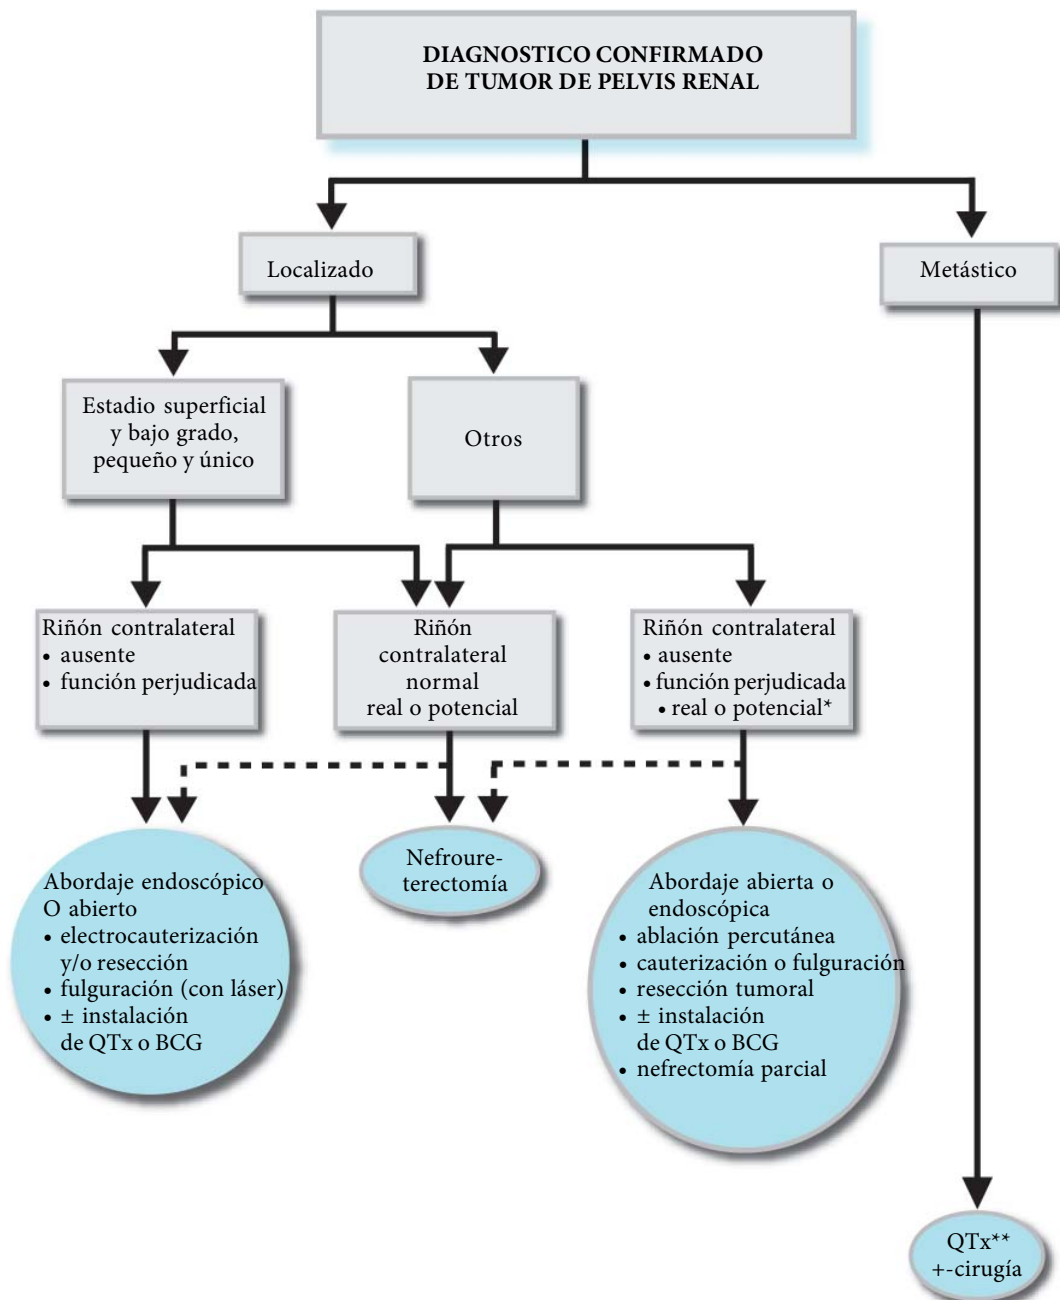 DIAGNOSTICO CONFIRMADO
DE TUMOR DE PELVIS RENAL
Localizado
Metástico
Estadio superficial
y bajo grado,
pequeño y único
Otros
Riñón contralateral
• ausente
• función perjudicada
Riñón
contralateral
normal
real o potencial
Riñón contralateral
• ausente
• función perjudicada
• real o potencial*
Abordaje endoscópico
O abierto
• electrocauterización
y/o resección
• fulguración (con láser)
• ± instalación
de QTx o BCG
Nefroure-
terectomía
Abordaje abierta o
endoscópica
• ablación percutánea
• cauterización o fulguración
• resección tumoral
• ± instalación
de QTx o BCG
• nefrectomía parcial
QTx**
+-cirugía